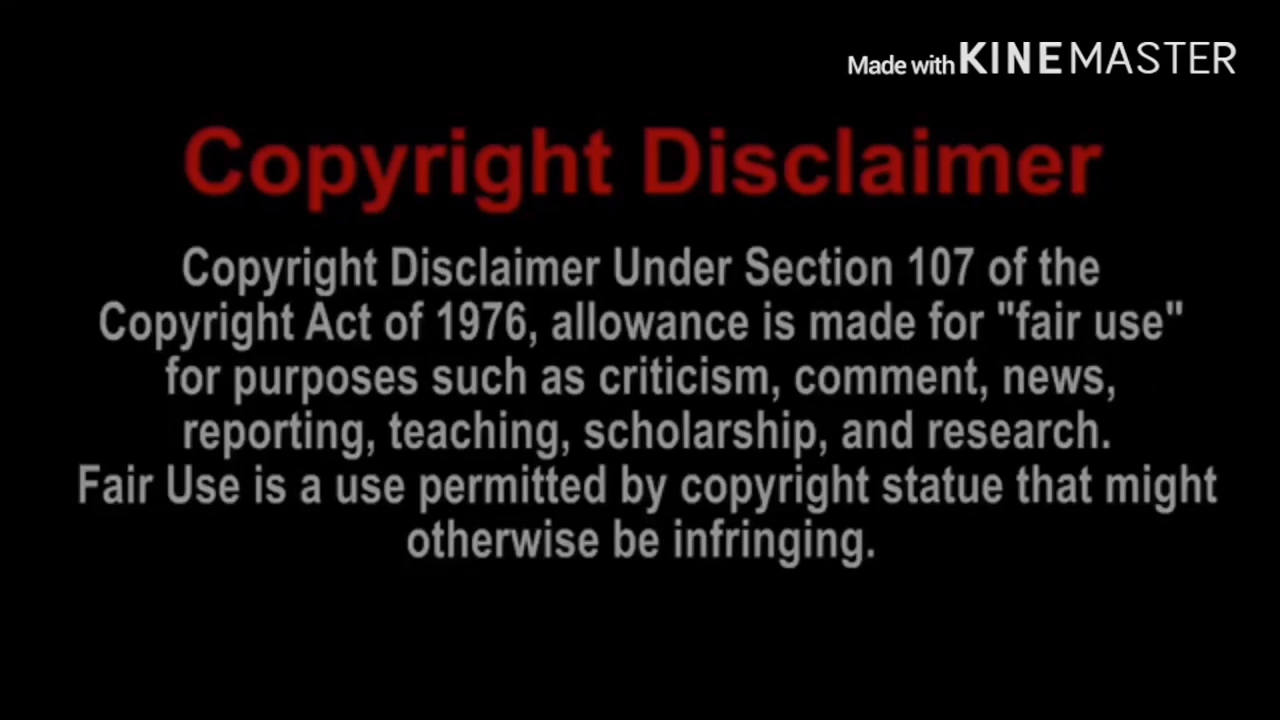 Made with KINEMASTER
Copyright Disclaimer
Copyright Disclaimer Under Section 107 of the
Copyright Act of 1976, allowance is made for "fair use"
for purposes such as criticism, comment, news,
reporting, teaching, scholarship, and research.
Fair Use is a use permitted by copyright statue that might
otherwise be infringing.